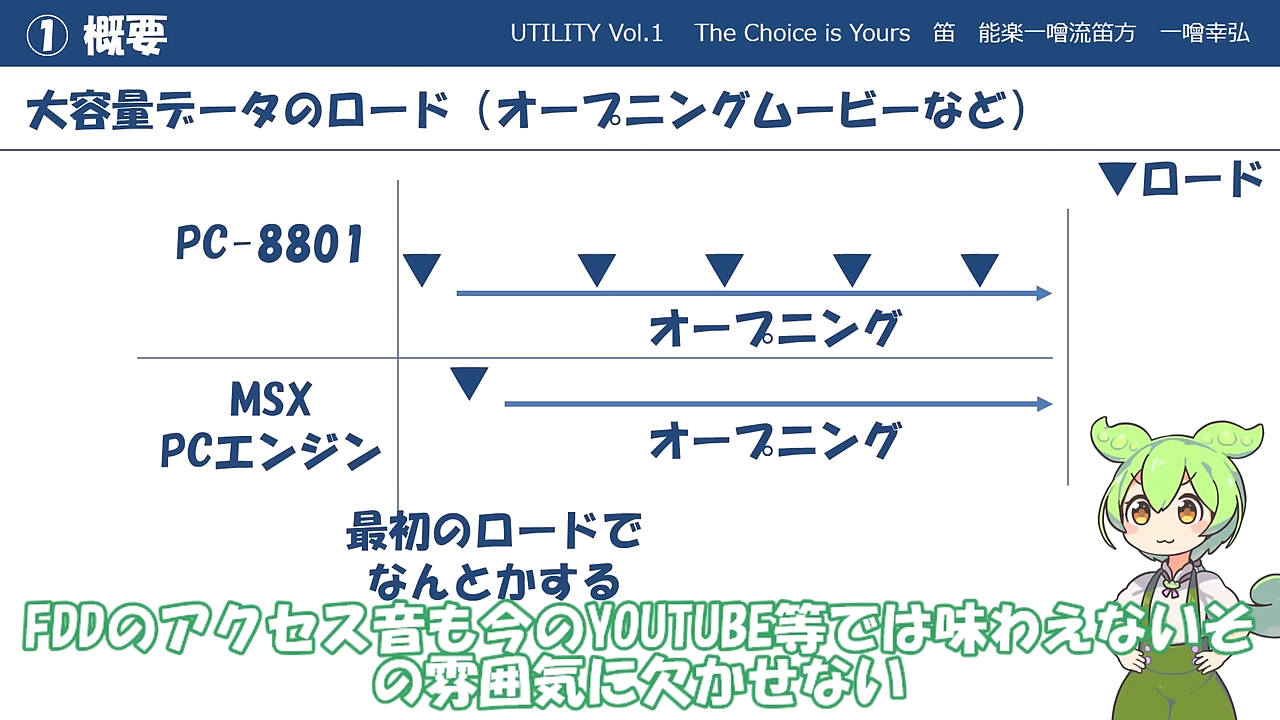 ① 概要
UTILITY Vol.1 The Choice is Yours 笛 能楽一噌流笛方 一噌幸弘
大容量データのロード（オープニングムービーなど）
▼ロード
PC-8801
▼ ▼ ▼ ▼ ▼
オープニング
MSX
PCエンジン
▼
オープニング
最初のロードで
なんとかする
FDDのアクセス音も今のYOUTUBE等では味わえないそ
の雰囲気に欠かせない